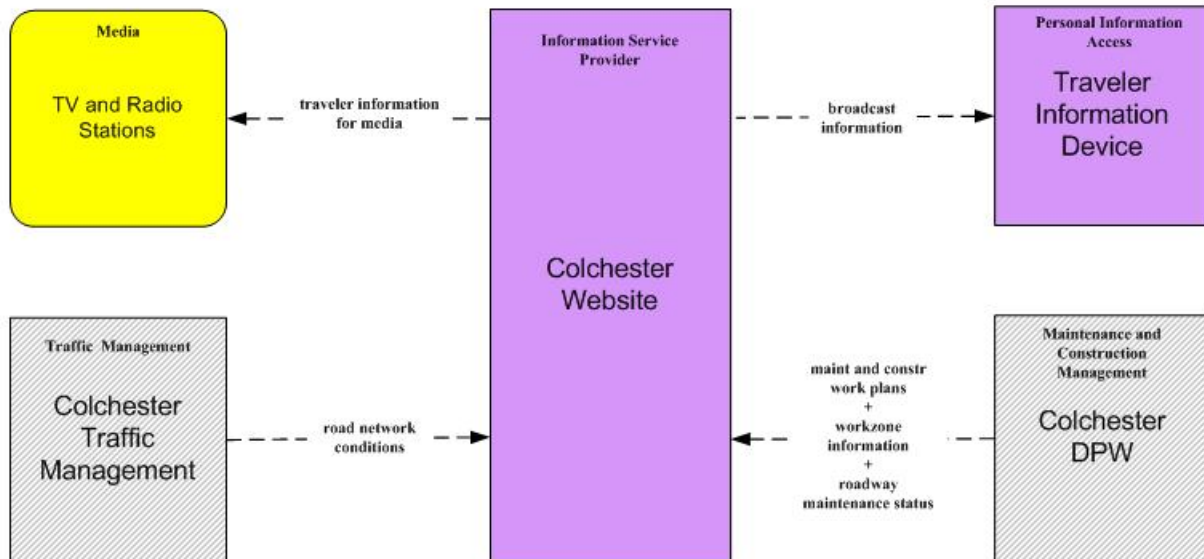 Media
TV and Radio
Stations
traveler information
for media
Information Service
Provider
Colchester
Website
broadcast
information
Personal Information
Access
Traveler
Information
Device
Traffic Management
Colchester
Traffic
Management
road network
conditions
maint and constr
work plans
+
workzone
information
+
roadway
maintenance status
Maintenance and
Construction
Management
Colchester
DPW